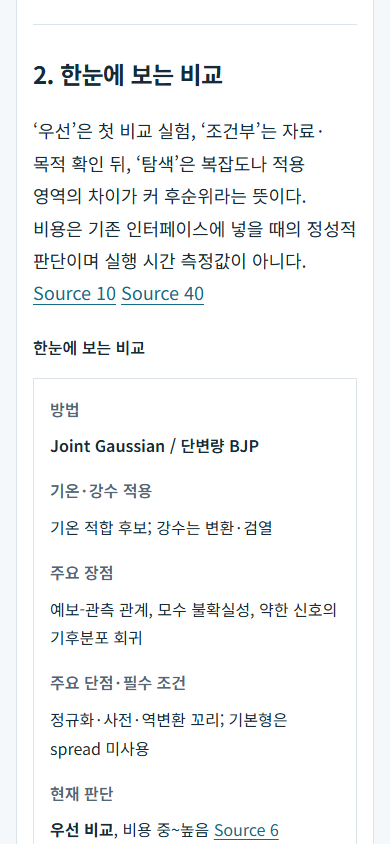 2. 한눈에 보는 비교
‘우선’은 첫 비교 실험, ‘조건부’는 자료·
목적 확인 뒤, ‘탐색’은 복잡도나 적용
영역의 차이가 커 후순위라는 뜻이다.
비용은 기존 인터페이스에 넣을 때의 정성적
판단이며 실행 시간 측정값이 아니다.
Source 10 Source 40
한눈에 보는 비교
방법
Joint Gaussian / 단변량 BJP
기온·강수 적용
기온 적합 후보; 강수는 변환·검열
주요 장점
예보-관측 관계, 모수 불확실성, 약한 신호의
기후분포 회귀
주요 단점·필수 조건
정규화·사전·역변환 꼬리; 기본형은
spread 미사용
현재 판단
우선 비교, 비용 중~높음 Source 6